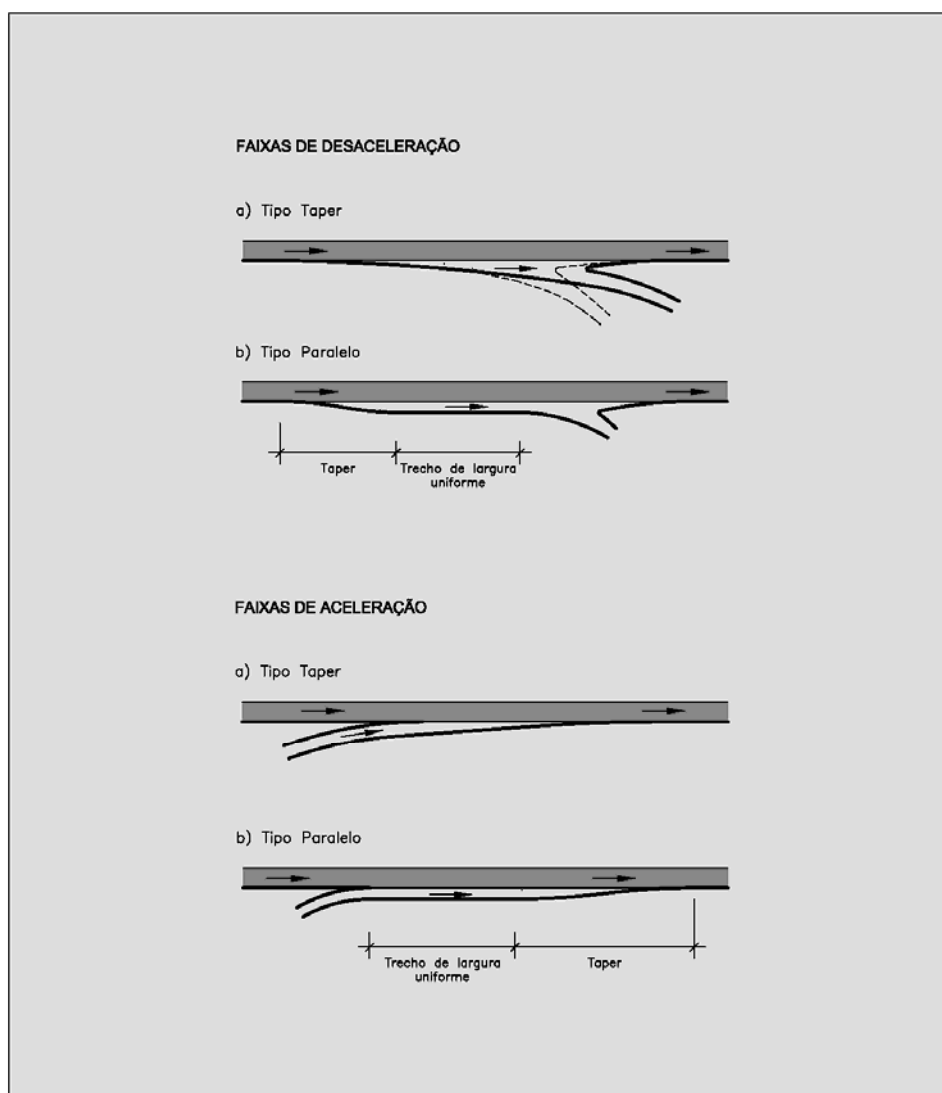 FAIXAS DE DESACELERAÇÃO
a) Tipo Taper
b) Tipo Paralelo
Taper
Trecho de largura
uniforme
FAIXAS DE ACELERAÇÃO
a) Tipo Taper
b) Tipo Paralelo
Trecho de largura
uniforme
Taper